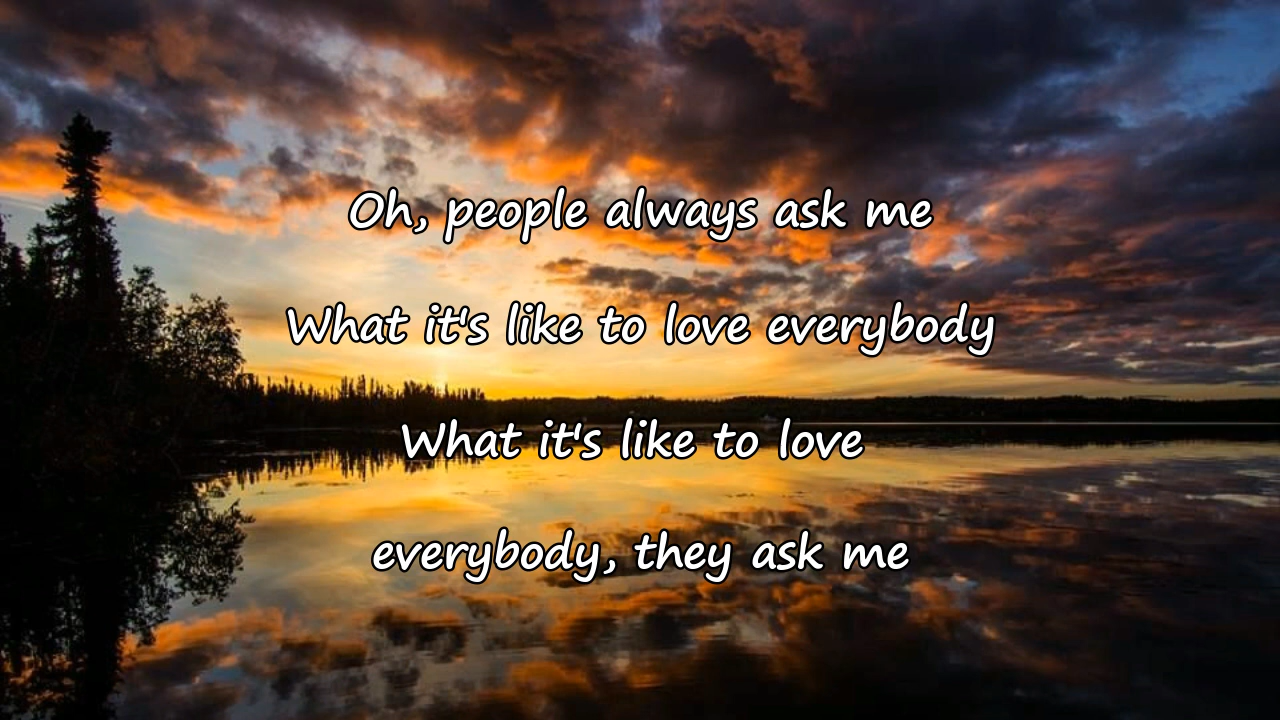 Oh, people always ask me
What it's like to love everybody
What it's like to love
everybody, they ask me